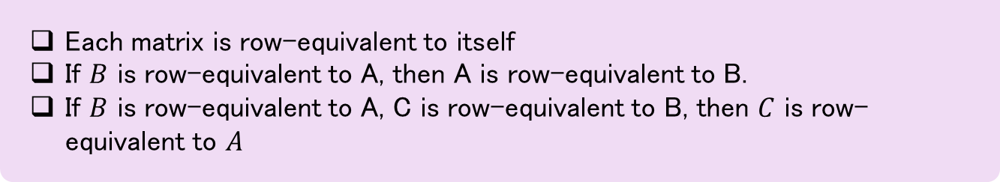 ❑ Each matrix is row-equivalent to itself
❑ If B is row-equivalent to A, then A is row-equivalent to B.
❑ If B is row-equivalent to A, C is row-equivalent to B, then C is row-
equivalent to A